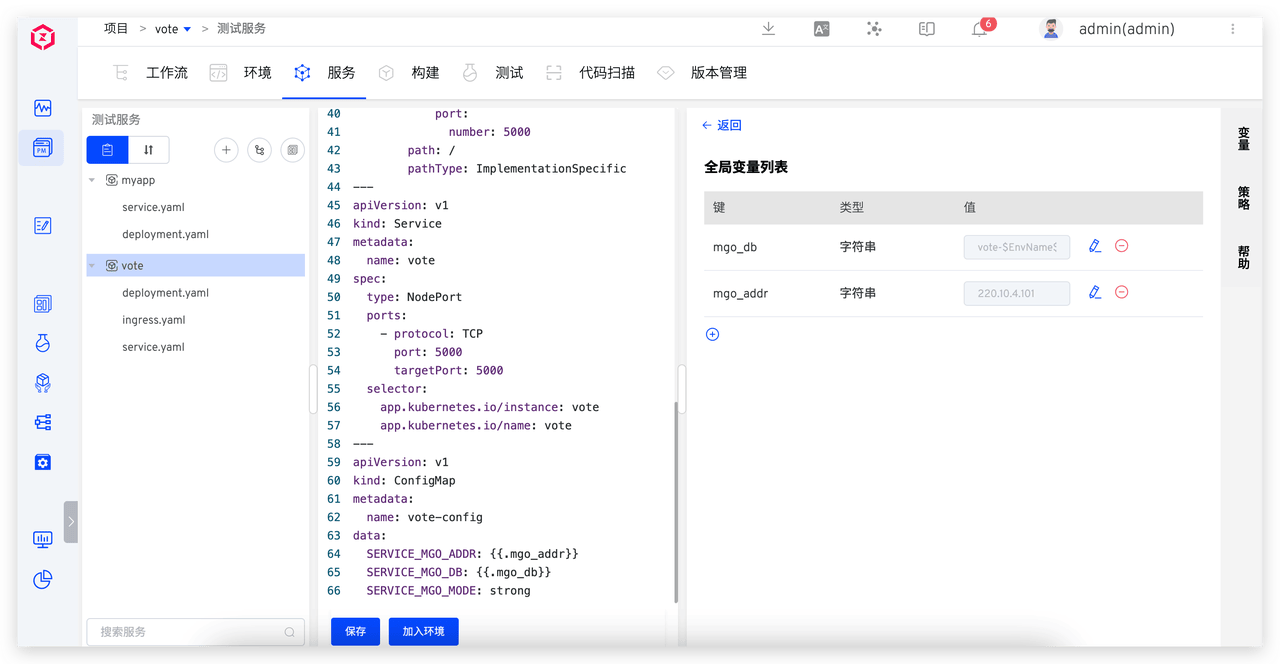 项目 > vote > 测试服务
A
6
admin(admin)
工作流 环境 服务 构建 测试 代码扫描 版本管理
PM
测试服务
myapp
service.yaml
deployment.yaml
vote
deployment.yaml
ingress.yaml
service.yaml
搜索服务
40 port:
41 number: 5000
42 path: /
43 pathType: ImplementationSpecific
44 ---
45 apiVersion: v1
46 kind: Service
47 metadata:
48 name: vote
49 spec:
50 type: NodePort
51 ports:
52 - protocol: TCP
53 port: 5000
54 targetPort: 5000
55 selector:
56 app.kubernetes.io/instance: vote
57 app.kubernetes.io/name: vote
58 ---
59 apiVersion: v1
60 kind: ConfigMap
61 metadata:
62 name: vote-config
63 data:
64 SERVICE_MGO_ADDR: {{.mgo_addr}}
65 SERVICE_MGO_DB: {{.mgo_db}}
66 SERVICE_MGO_MODE: strong
保存 加入环境
← 返回
全局变量列表
键 类型 值
mgo_db 字符串 vote-$EnvName$
mgo_addr 字符串 220.10.4.101
变量
策略
帮助